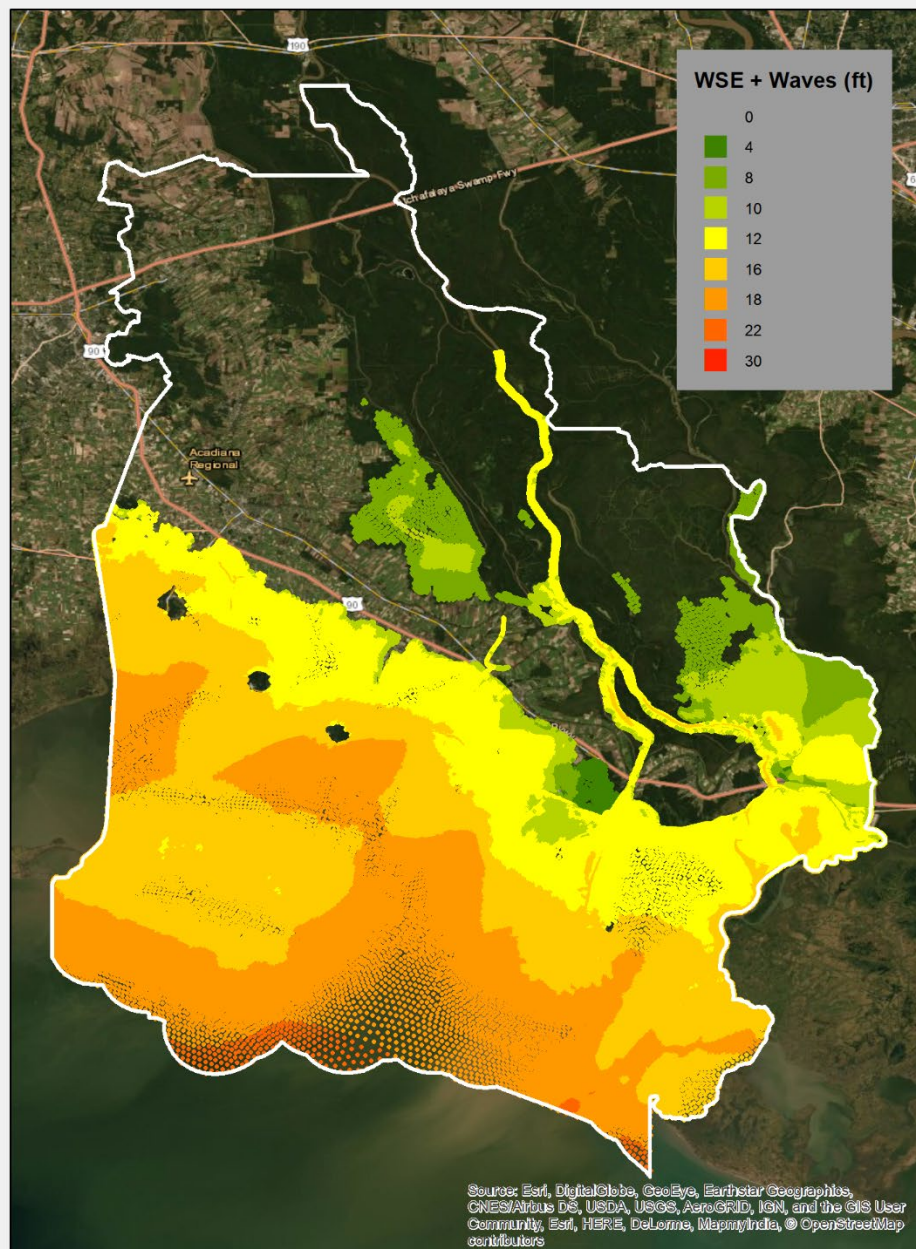 190
WSE + Waves (ft)
0
4
8
10
12
16
18
22
30
tchafalaya-Swamp-Fwy
6
90
Acadiana
Regional
90
Source: Esri, DigitalGlobe, GeoEye, Earthstar Geographics,
CNES/Airbus DS, USDA, USGS, AeroGRID, IGN, and the GIS User
Community, Esri, HERE, DeLorme, MapmyIndia, © OpenStreetMap
contributors